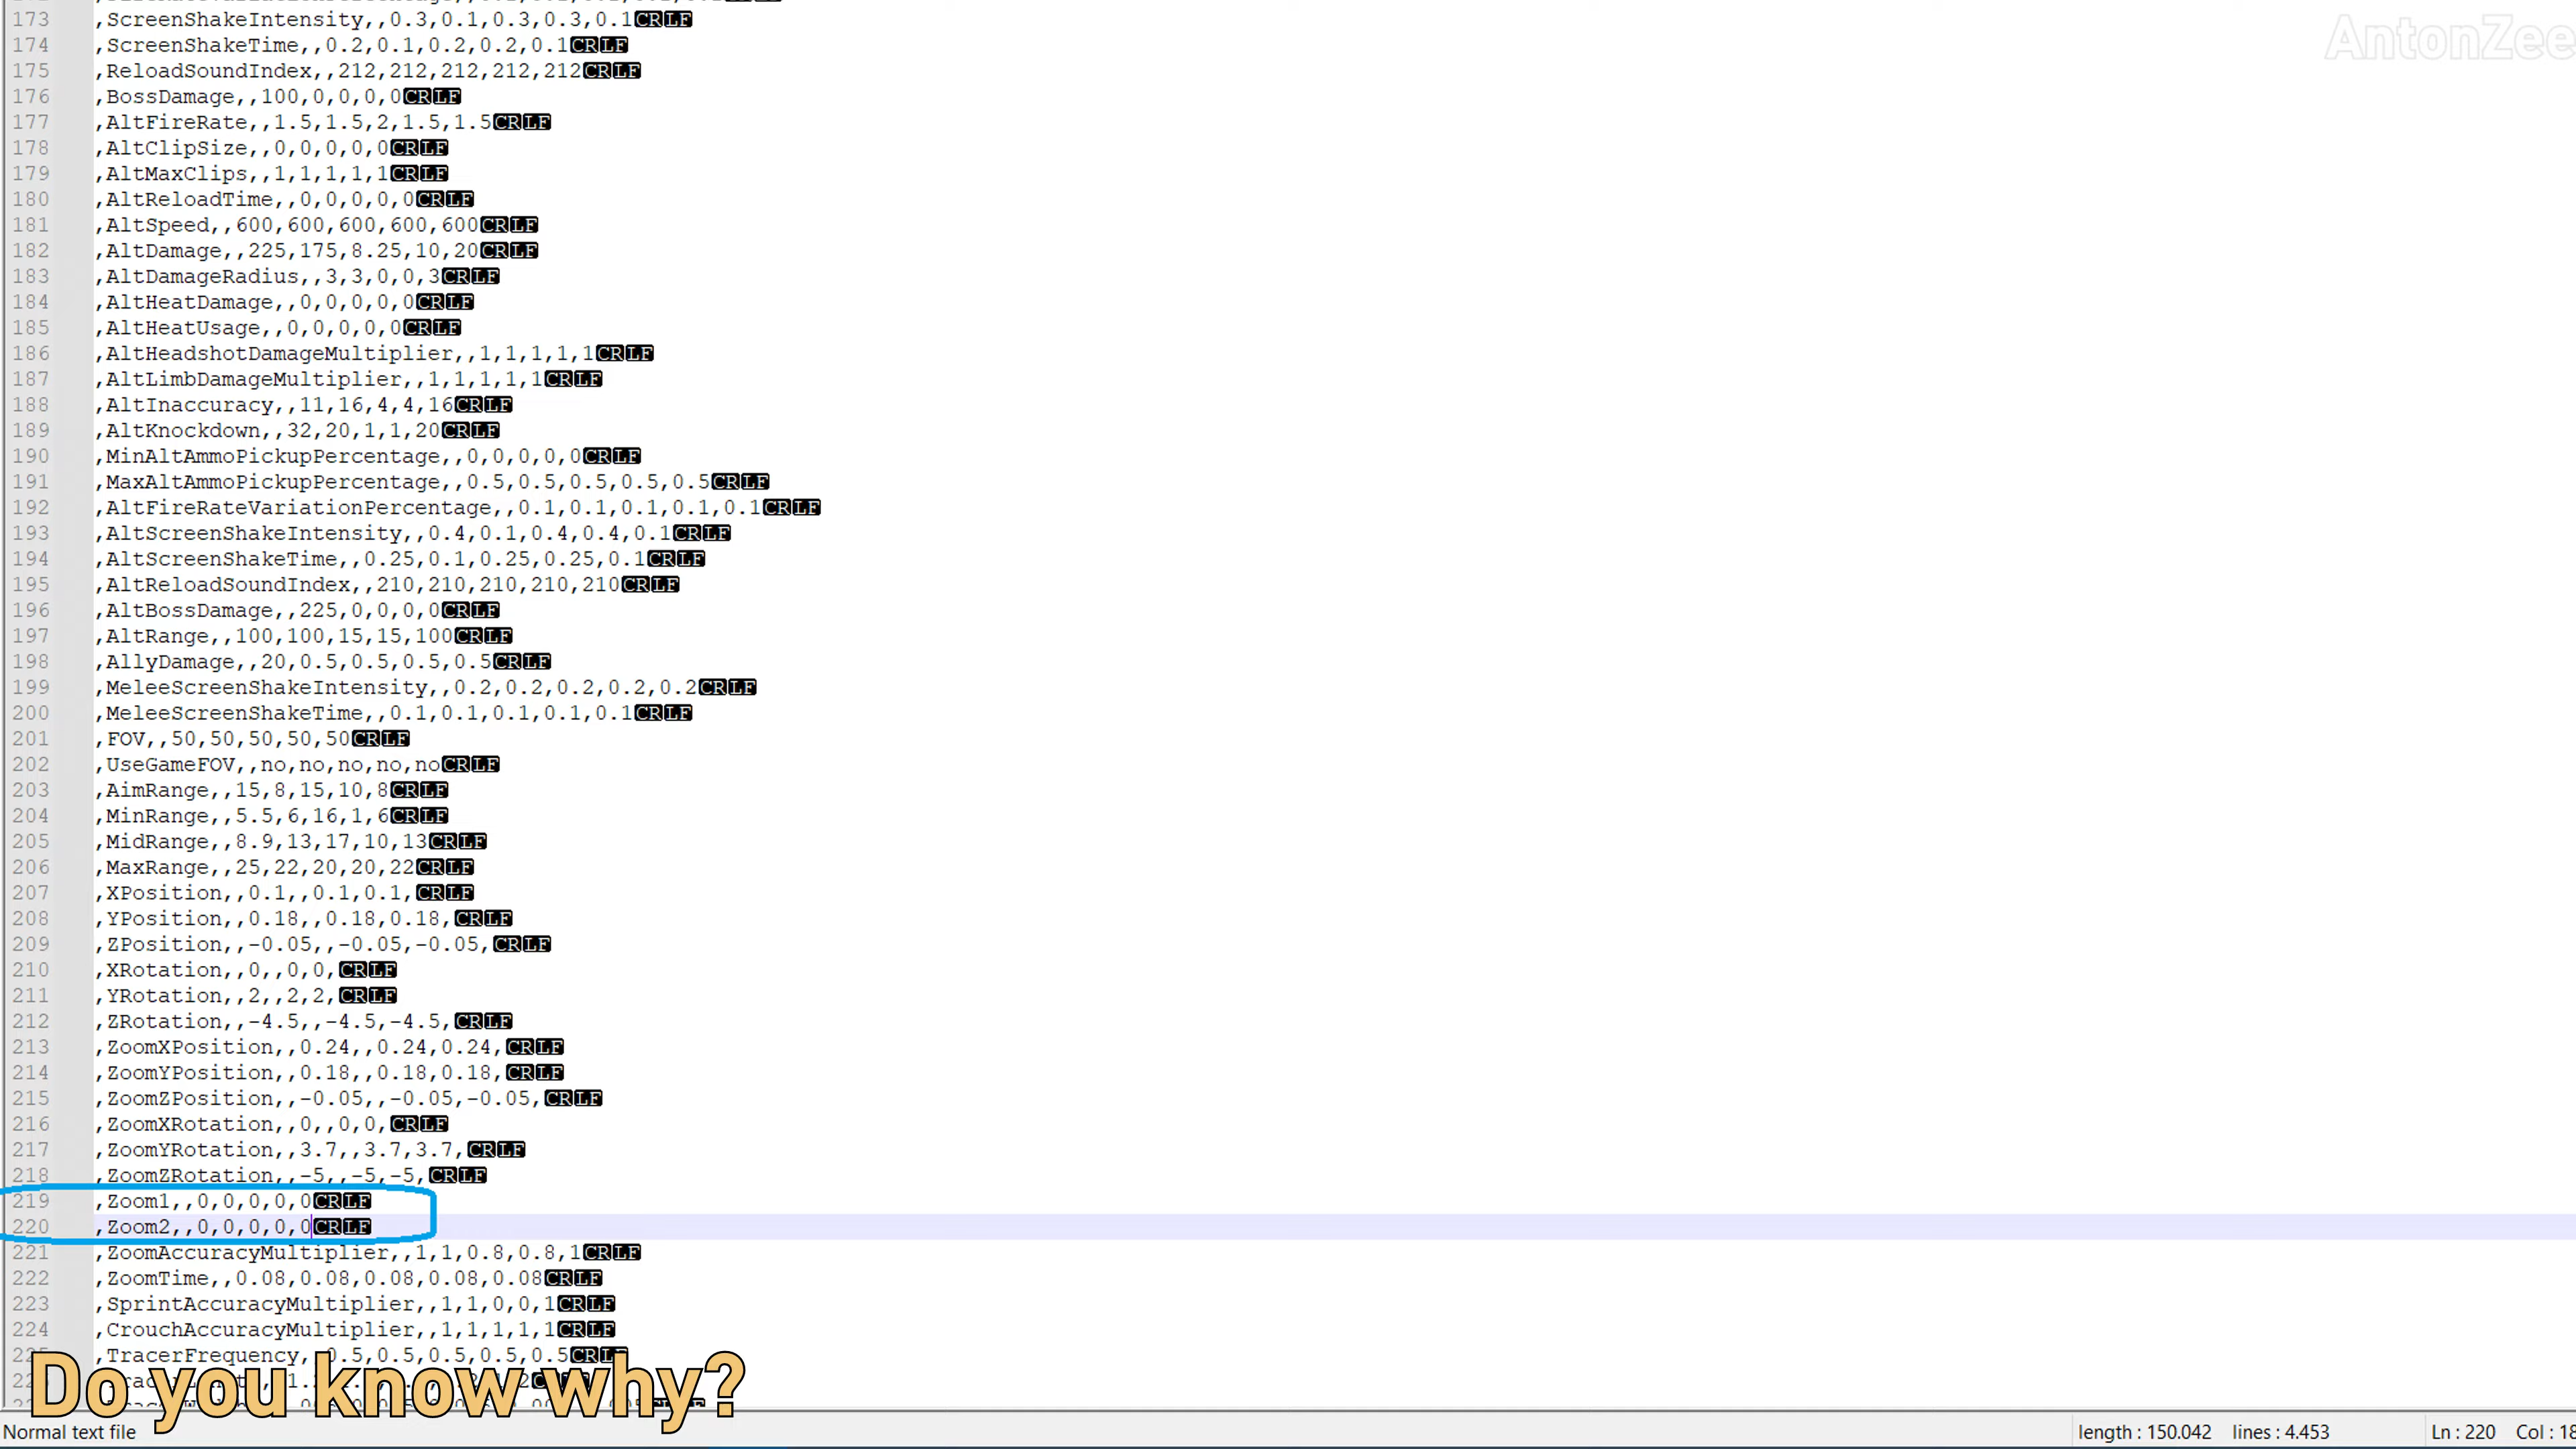 173 ,ScreenShakeIntensity,,0.3,0.1,0.3,0.3,0.1CRLF
AntonZee
174 ,ScreenShakeTime,,0.2,0.1,0.2,0.2,0.1CRLF
175 ,ReloadSoundIndex,,212,212,212,212,212CRLF
176 ,BossDamage,,100,0,0,0,0CRLF
177 ,AltFireRate,,1.5,1.5,2,1.5,1.5CRLF
178 ,AltClipSize,,0,0,0,0,0CRLF
179 ,AltMaxClips,,1,1,1,1,1CRLF
180 ,AltReloadTime,,0,0,0,0,0CRLF
181 ,AltSpeed,,600,600,600,600,600CRLF
182 ,AltDamage,,225,175,8.25,10,20CRLF
183 ,AltDamageRadius,,3,3,0,0,3CRLF
184 ,AltHeatDamage,,0,0,0,0,0CRLF
185 ,AltHeatUsage,,0,0,0,0,0CRLF
186 ,AltHeadshotDamageMultiplier,,1,1,1,1,1CRLF
187 ,AltLimbDamageMultiplier,,1,1,1,1,1CRLF
188 ,AltInaccuracy,,11,16,4,4,16CRLF
189 ,AltKnockdown,,32,20,1,1,20CRLF
190 ,MinAltAmmoPickupPercentage,,0,0,0,0,0CRLF
191 ,MaxAltAmmoPickupPercentage,,0.5,0.5,0.5,0.5,0.5CRLF
192 ,AltFireRateVariationPercentage,,0.1,0.1,0.1,0.1,0.1CRLF
193 ,AltScreenShakeIntensity,,0.4,0.1,0.4,0.4,0.1CRLF
194 ,AltScreenShakeTime,,0.25,0.1,0.25,0.25,0.1CRLF
195 ,AltReloadSoundIndex,,210,210,210,210,210CRLF
196 ,AltBossDamage,,225,0,0,0,0CRLF
197 ,AltRange,,100,100,15,15,100CRLF
198 ,AllyDamage,,20,0.5,0.5,0.5,0.5CRLF
199 ,MeleeScreenShakeIntensity,,0.2,0.2,0.2,0.2,0.2CRLF
200 ,MeleeScreenShakeTime,,0.1,0.1,0.1,0.1,0.1CRLF
201 ,FOV,,50,50,50,50,50CRLF
202 ,UseGameFOV,,no,no,no,no,noCRLF
203 ,AimRange,,15,8,15,10,8CRLF
204 ,MinRange,,5.5,6,16,1,6CRLF
205 ,MidRange,,8.9,13,17,10,13CRLF
206 ,MaxRange,,25,22,20,20,22CRLF
207 ,XPosition,,0.1,,0.1,0.1,CRLF
208 ,YPosition,,0.18,,0.18,0.18,CRLF
209 ,ZPosition,,-0.05,,-0.05,-0.05,CRLF
210 ,XRotation,,0,,0,0,CRLF
211 ,YRotation,,2,,2,2,CRLF
212 ,ZRotation,,-4.5,,-4.5,-4.5,CRLF
213 ,ZoomXPosition,,0.24,,0.24,0.24,CRLF
214 ,ZoomYPosition,,0.18,,0.18,0.18,CRLF
215 ,ZoomZPosition,,-0.05,,-0.05,-0.05,CRLF
216 ,ZoomXRotation,,0,,0,0,CRLF
217 ,ZoomYRotation,,3.7,,3.7,3.7,CRLF
218 ,ZoomZRotation,,-5,,-5,-5,CRLF
219 ,Zoom1,,0,0,0,0,0CRLF
220 ,Zoom2,,0,0,0,0,0CRLF
221 ,ZoomAccuracyMultiplier,,1,1,0.8,0.8,1CRLF
222 ,ZoomTime,,0.08,0.08,0.08,0.08,0.08CRLF
223 ,SprintAccuracyMultiplier,,1,1,0,0,1CRLF
224 ,CrouchAccuracyMultiplier,,1,1,1,1,1CRLF
,TracerFrequency, 0.5,0.5,0.5,0.5,0.5CRLF
Do you know why?
Normal text file length : 150.042 lines : 4.453 Ln : 220 Col : 18